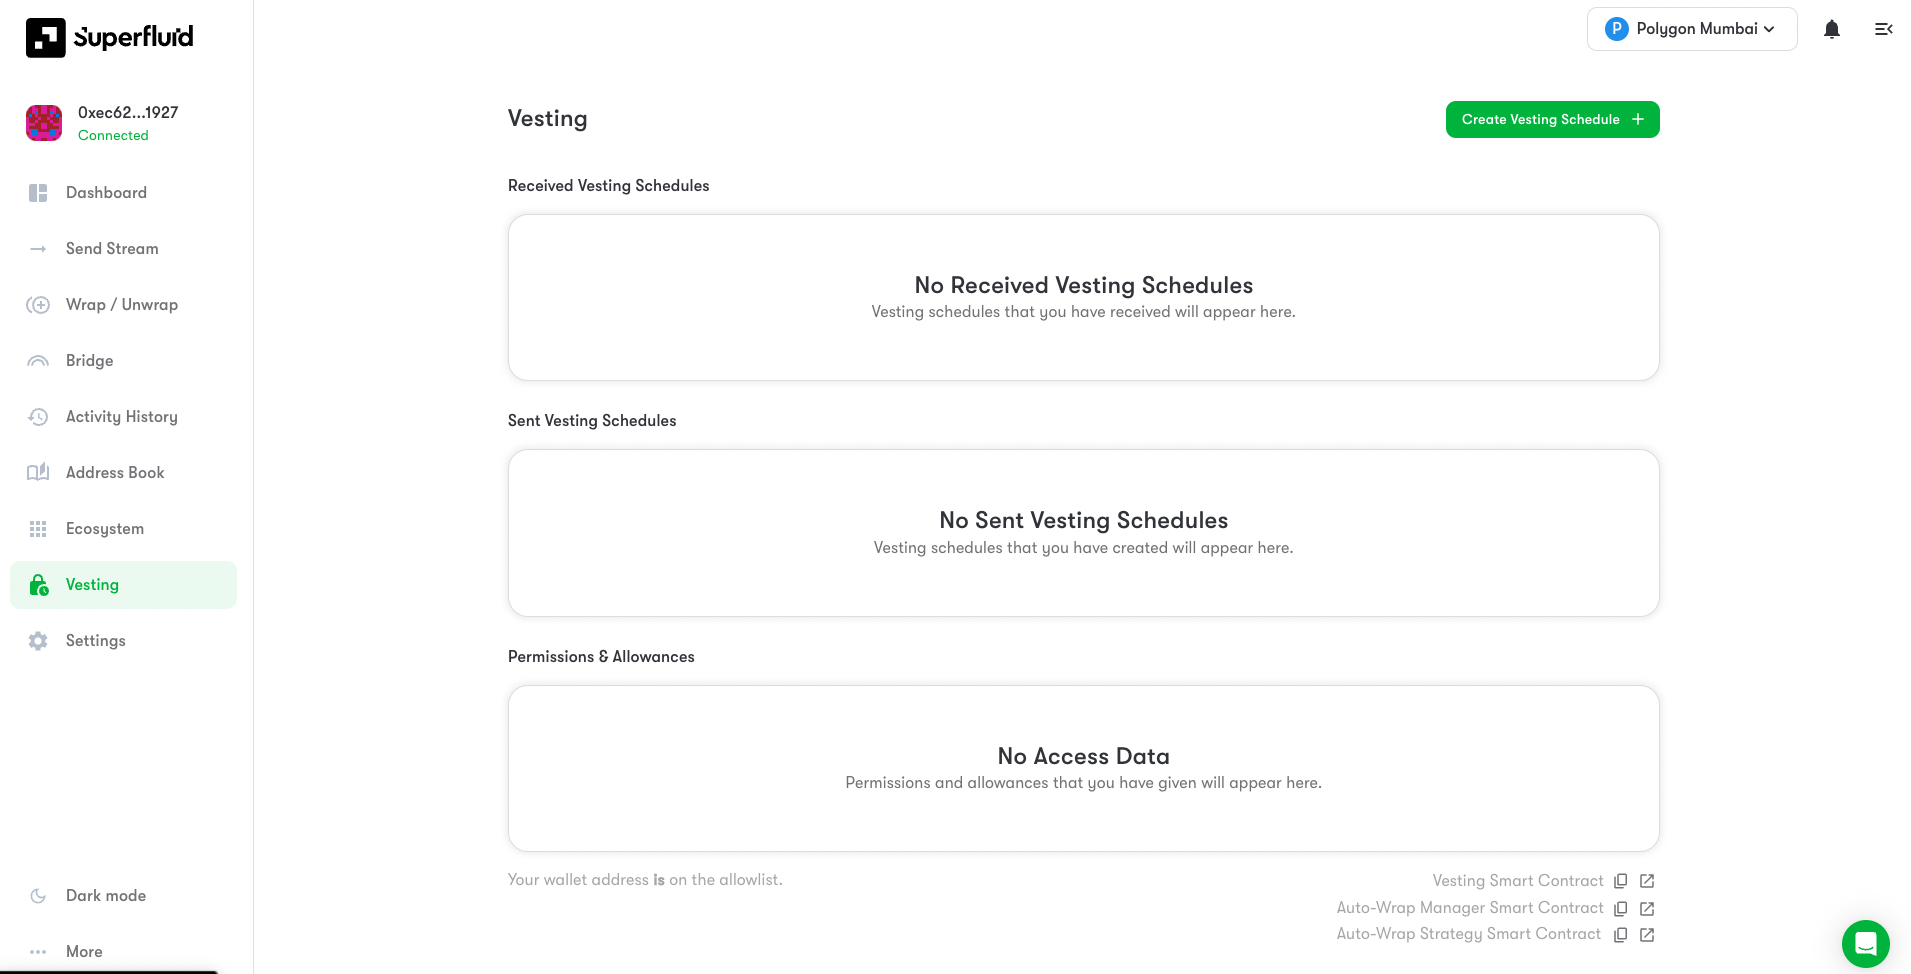 Superfluid
0xec62...1927
Connected
Dashboard
Send Stream
Wrap / Unwrap
Bridge
Activity History
Address Book
Ecosystem
Vesting
Settings
Dark mode
More
P Polygon Mumbai
Vesting
Create Vesting Schedule +
Received Vesting Schedules
No Received Vesting Schedules
Vesting schedules that you have received will appear here.
Sent Vesting Schedules
No Sent Vesting Schedules
Vesting schedules that you have created will appear here.
Permissions & Allowances
No Access Data
Permissions and allowances that you have given will appear here.
Your wallet address is on the allowlist.
Vesting Smart Contract
Auto-Wrap Manager Smart Contract
Auto-Wrap Strategy Smart Contract